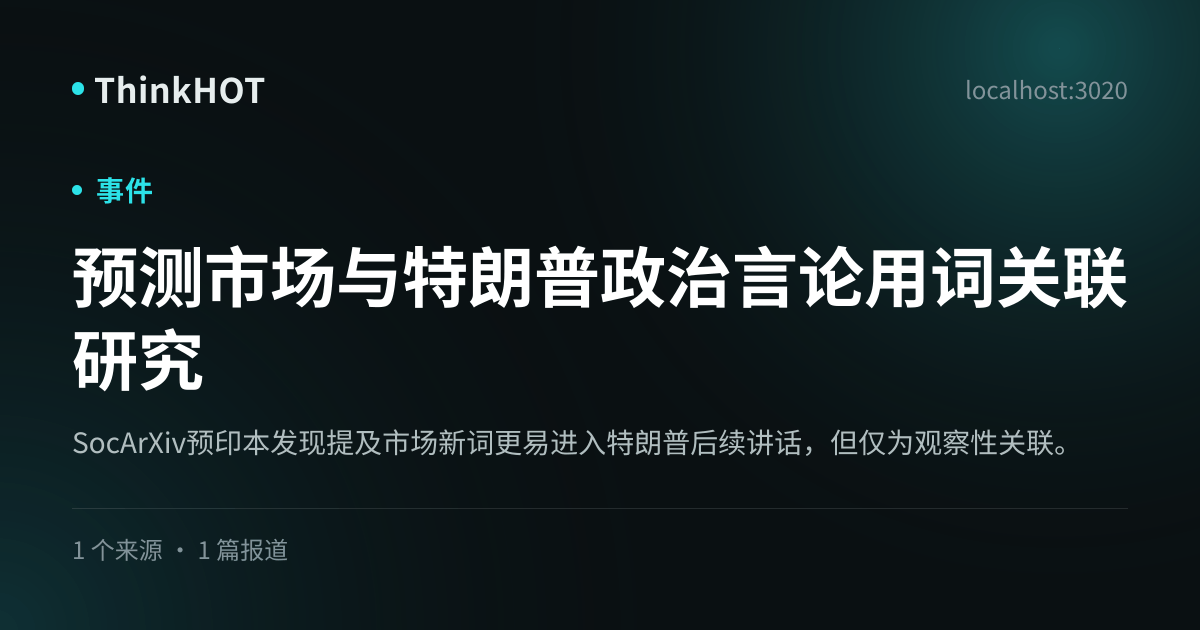 ThinkHOT
localhost:3020
事件
预测市场与特朗普政治言论用词关联
研究
SocArXiv预印本发现提及市场新词更易进入特朗普后续讲话，但仅为观察性关联。
1 个来源 · 1 篇报道